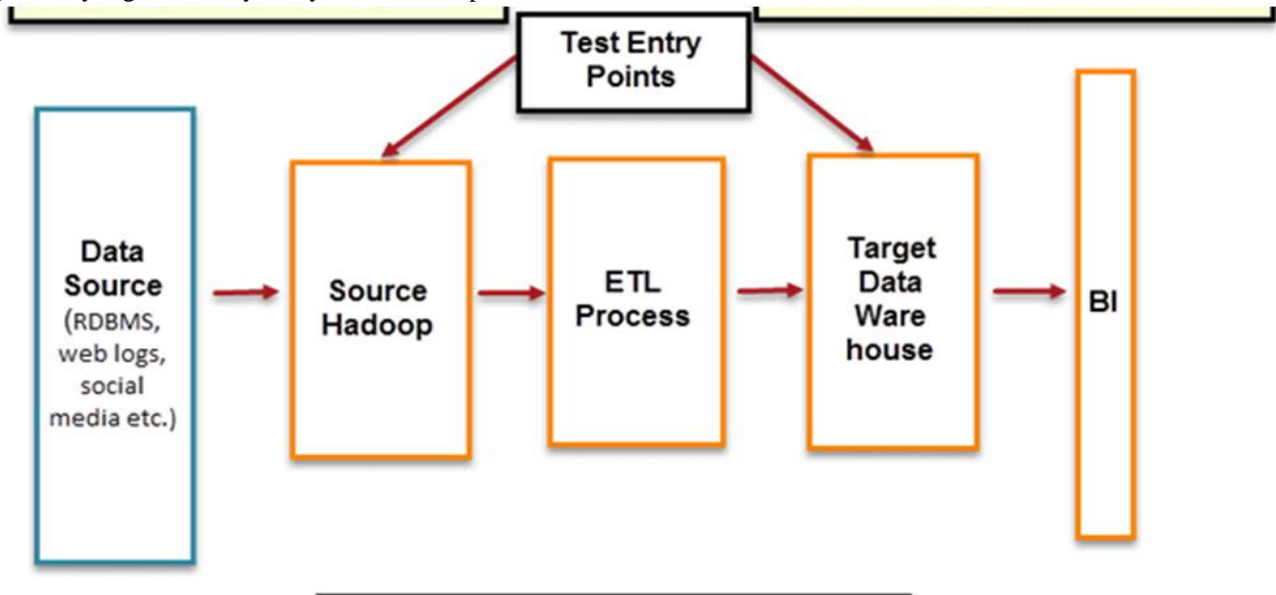 Test Entry
Points
Data
Source
(RDBMS,
web logs,
social
media etc.)
Source
Hadoop
ETL
Process
Target
Data
Ware
house
BI